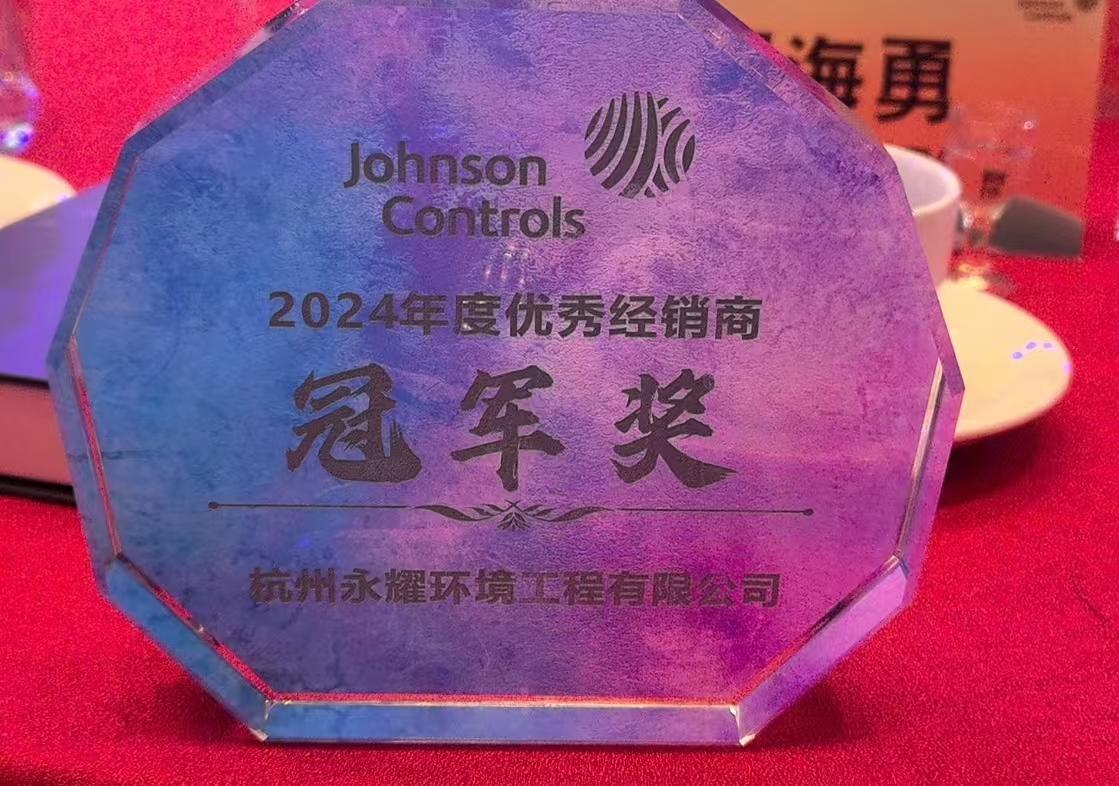 Johnson
Controls
2024年度优秀经销商
冠军奖
杭州永耀环境工程有限公司
海勇